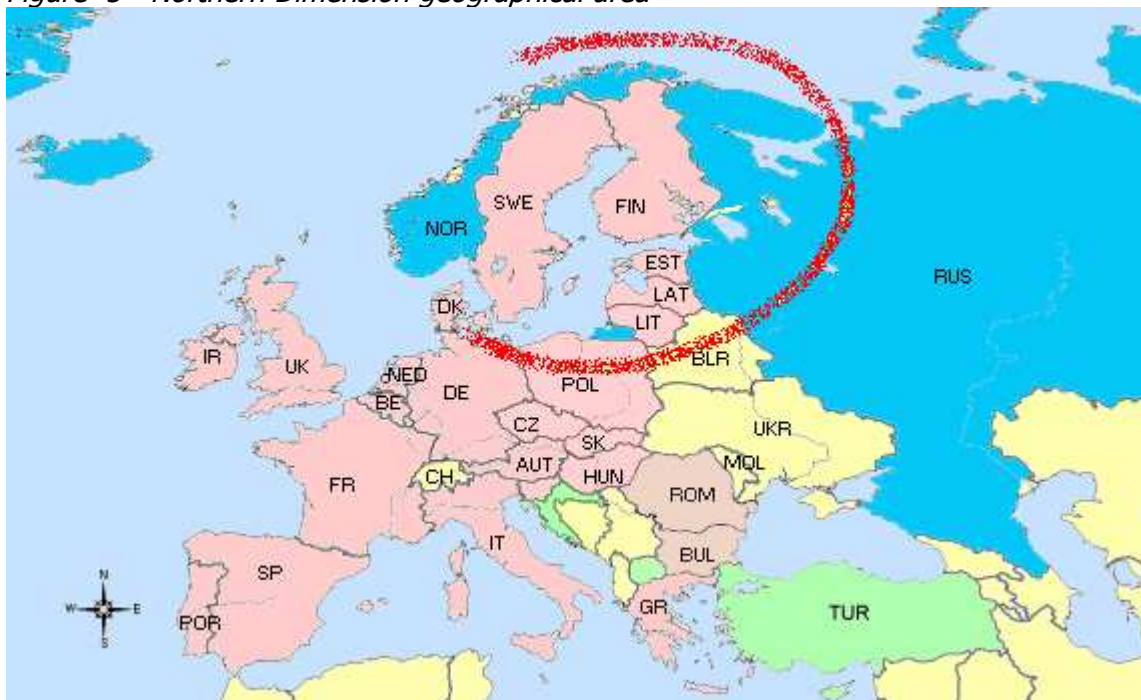 Figure 3 - Northern Dimension geographical area
SWE
FIN
NOR
EST
RUS
LAT
DK
LIT
IR
UK
NED
BLR
BE
DE
POL
CZ
UKR
SK
AUT
MOL
CH
HUN
FR
ROM
IT
BUL
SP
N
W
E
S
POR
GR
TUR